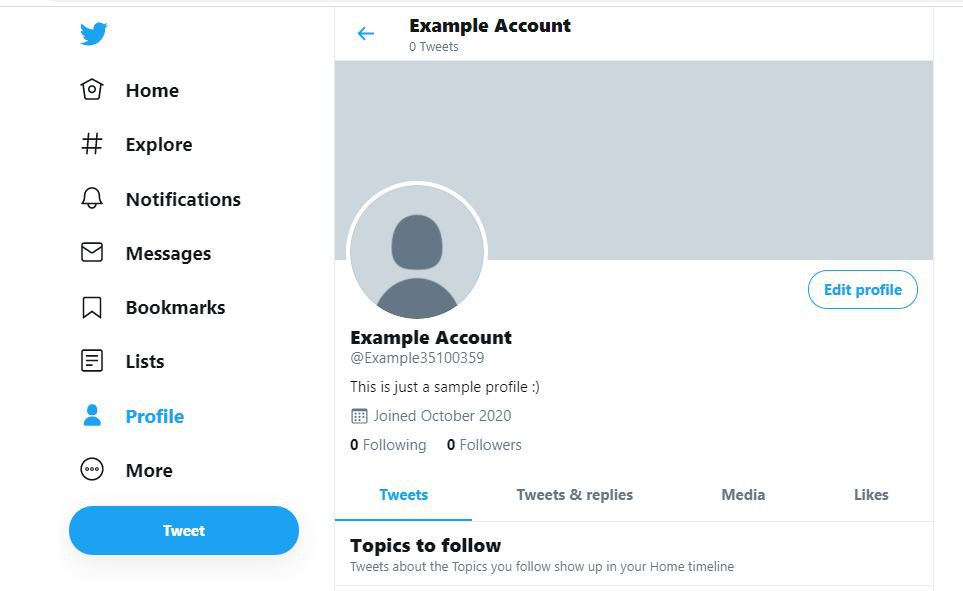 Home
Explore
Notifications
Messages
Bookmarks
Lists
Profile
More
Tweet
Example Account
0 Tweets
Edit profile
Example Account
@Example35100359
This is just a sample profile :)
Joined October 2020
0 Following 0 Followers
Tweets Tweets & replies Media Likes
Topics to follow
Tweets about the Topics you follow show up in your Home timeline